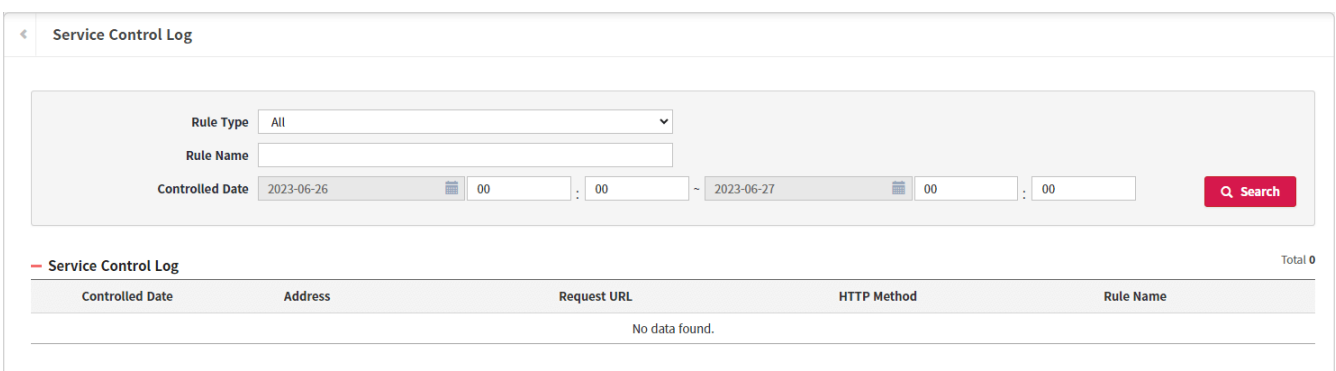 Service Control Log
Rule Type All
Rule Name
Controlled Date 2023-06-26 00 : 00 ~ 2023-06-27 00 : 00 Search
Service Control Log Total 0
Controlled Date Address Request URL HTTP Method Rule Name
No data found.